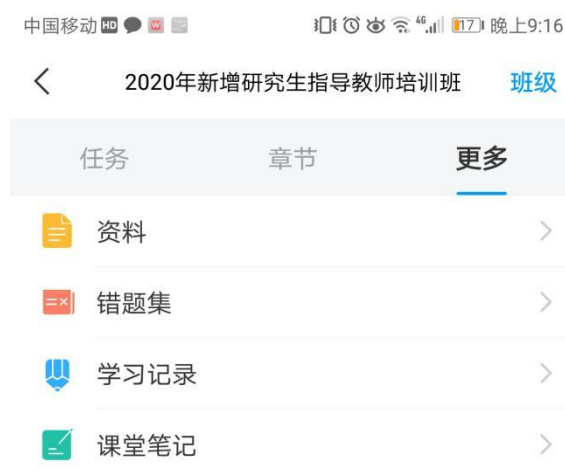 中国移动 HD 46 17 晚上9:16
2020年新增研究生指导教师培训班 班级
任务 章节 更多
资料
错题集
学习记录
课堂笔记